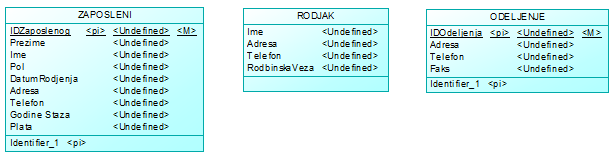 ZAPOSLENI
IDZaposlenog <pi> <Undefined> <M>
Prezime <Undefined>
Ime <Undefined>
Pol <Undefined>
DatumRodjenja <Undefined>
Adresa <Undefined>
Telefon <Undefined>
Godine Staza <Undefined>
Plata <Undefined>
Identifier_1 <pi>
RODJAK
Ime <Undefined>
Adresa <Undefined>
Telefon <Undefined>
RodbinskaVeza <Undefined>
ODELJENJE
IDOdeljenja <pi> <Undefined> <M>
Adresa <Undefined>
Telefon <Undefined>
Faks <Undefined>
Identifier_1 <pi>